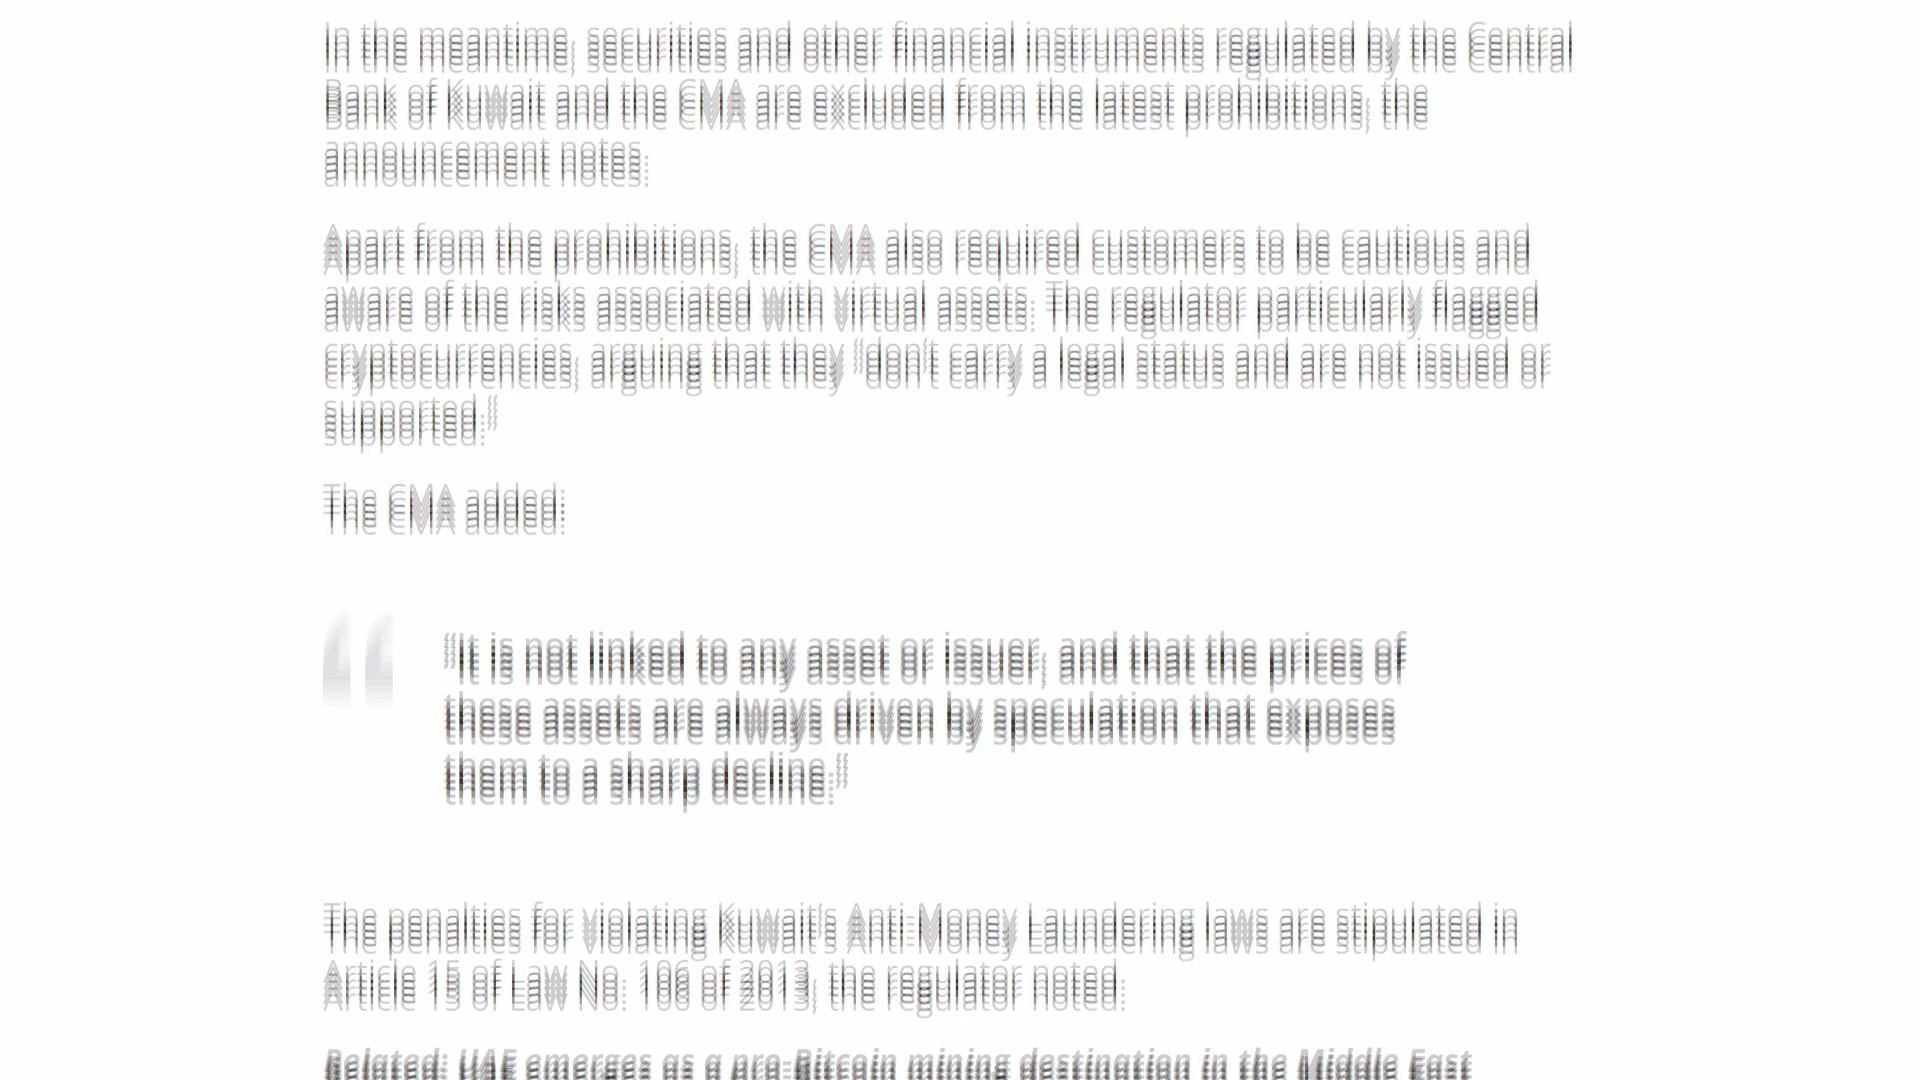 In the meantime, securities and other financial instruments regulated by the Central
Bank of Kuwait and the CMA are excluded from the latest prohibitions, the
announcement notes.
Apart from the prohibitions, the CMA also required customers to be cautious and
aware of the risks associated with virtual assets. The regulator particularly flagged
cryptocurrencies, arguing that they “don’t carry a legal status and are not issued or
supported.”
The CMA added:
“It is not linked to any asset or issuer, and that the prices of
these assets are always driven by speculation that exposes
them to a sharp decline.”
The penalties for violating Kuwait’s Anti-Money Laundering laws are stipulated in
Article 15 of Law No. 106 of 2013, the regulator noted.
Related: UAE emerges as a pro-Bitcoin mining destination in the Middle East